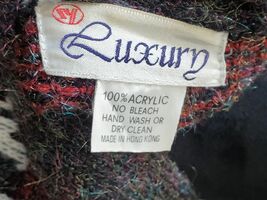 Luxury
100% ACRYLIC
NO BLEACH
HAND WASH OR
DRY CLEAN
MADE IN HONG KONG